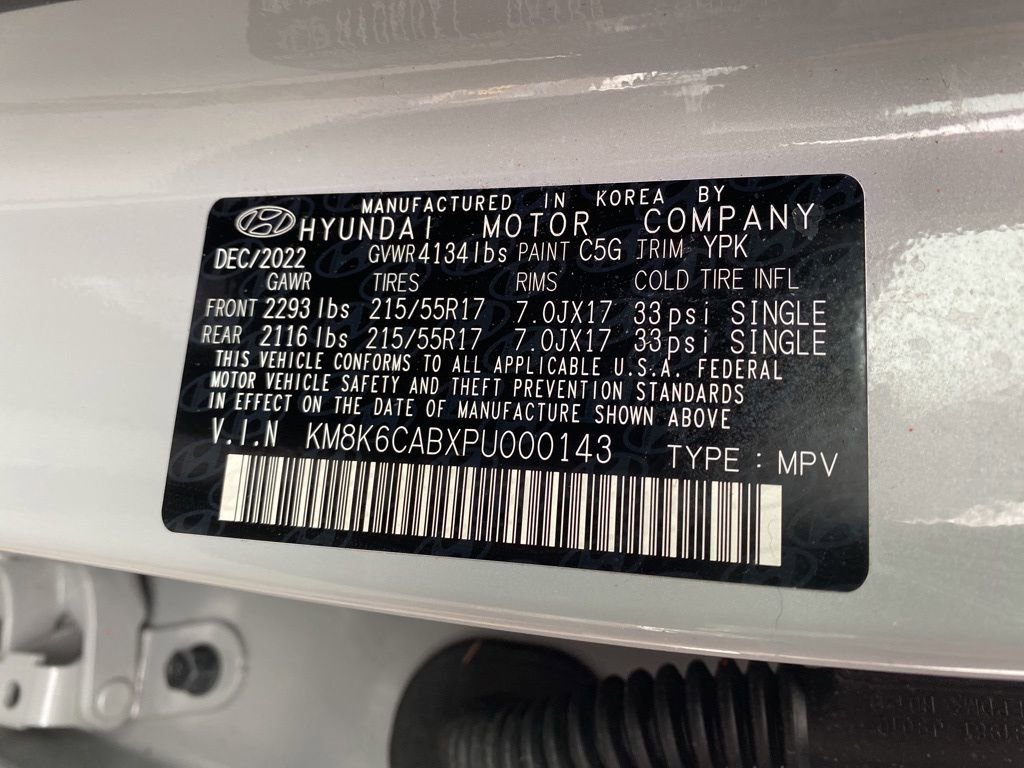 MANUFACTURED IN KOREA BY
HYUNDAI MOTOR COMPANY
DEC/2022 GVWR 4134lbs PAINT C5G TRIM YPK
GAWR TIRES RIMS COLD TIRE INFL
FRONT 2293 lbs 215/55R17 7.0JX17 33psi SINGLE
REAR 2116 lbs 215/55R17 7.0JX17 33psi SINGLE
THIS VEHICLE CONFORMS TO ALL APPLICABLE U.S.A. FEDERAL
MOTOR VEHICLE SAFETY AND THEFT PREVENTION STANDARDS
IN EFFECT ON THE DATE OF MANUFACTURE SHOWN ABOVE
V.I.N KM8K6CABXPU000143 TYPE : MPV